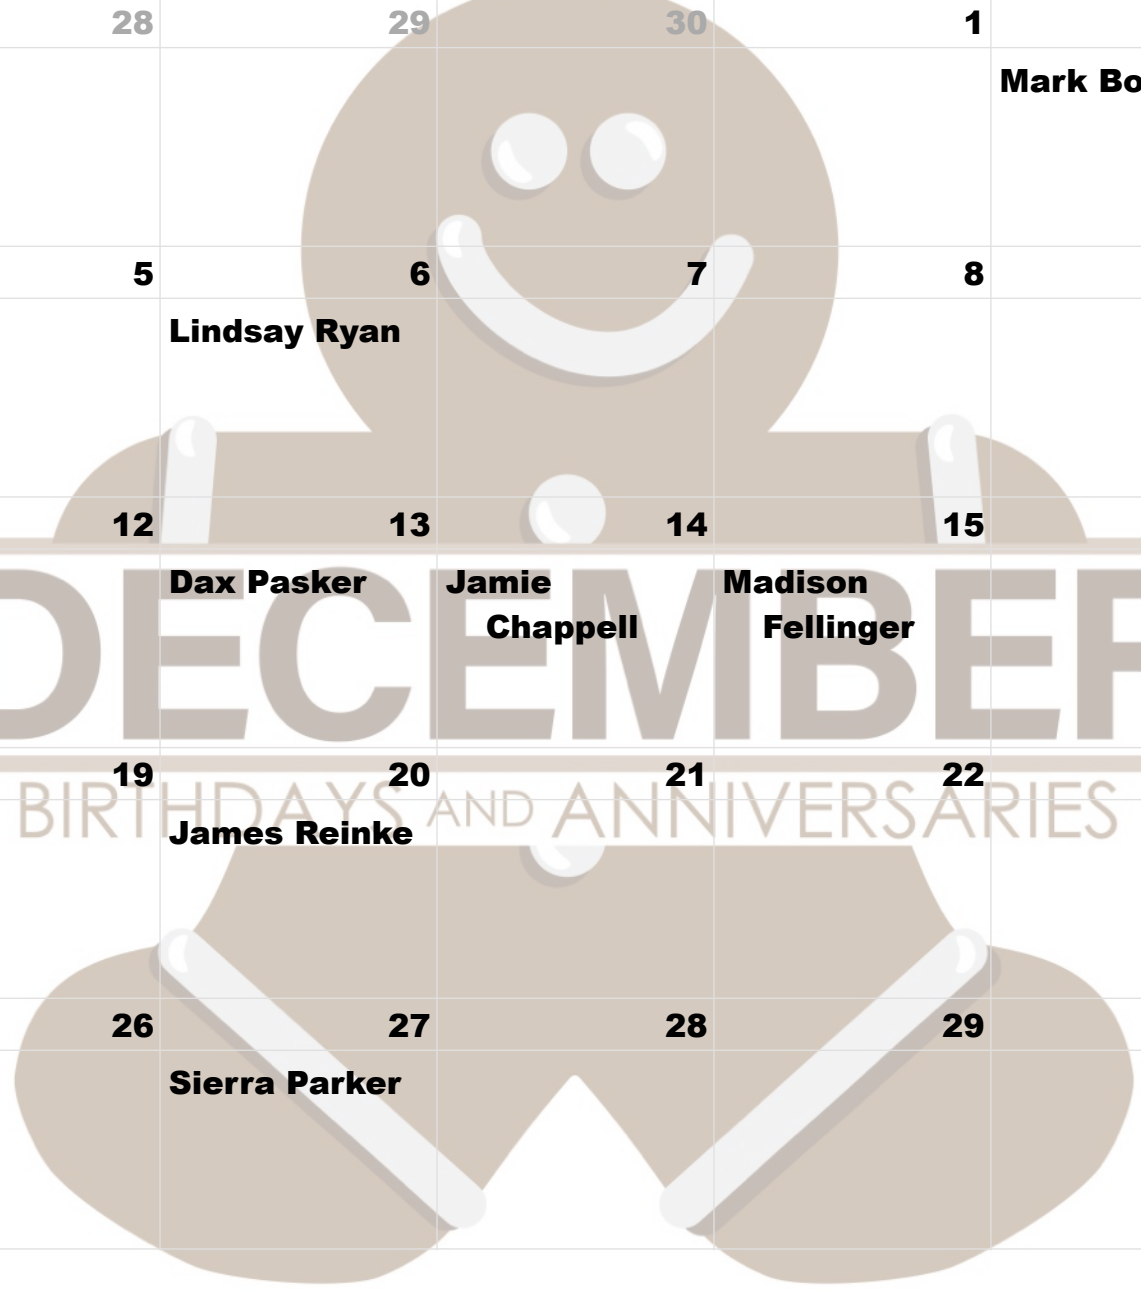 28 29 30 1
Mark Bo
5 6 7 8
Lindsay Ryan
12 13 14 15
Dax Pasker Jamie Madison
Chappell Fellinger
DECEMBER
19 20 21 22
BIRTHDAYS AND ANNIVERSARIES
James Reinke
26 27 28 29
Sierra Parker